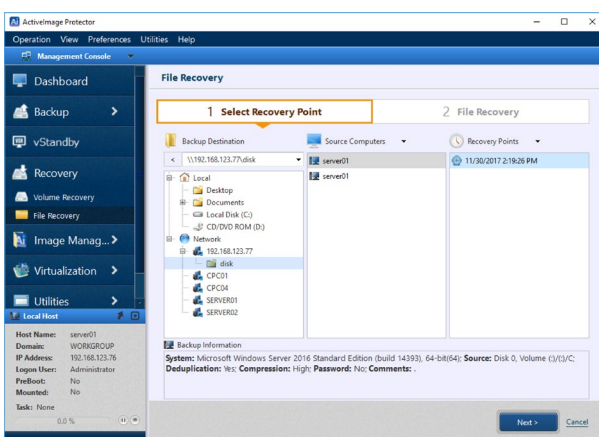 ActiveImage Protector
Operation View Preferences Utilities Help
Management Console
Dashboard
Backup
vStandby
Recovery
Volume Recovery
File Recovery
Image Manag...
Virtualization
Utilities
Local Host
Host Name: server01
Domain: WORKGROUP
IP Address: 192.168.123.76
Logon User: Administrator
PreBoot: No
Mounted: No
Task: None
0.0 %
File Recovery
1 Select Recovery Point
2 File Recovery
Backup Destination
Source Computers
Recovery Points
< \\192.168.123.77\disk
Local
Desktop
Documents
Local Disk (C:)
CD/DVD ROM (D:)
Network
192.168.123.77
disk
CPC01
CPC04
SERVER01
SERVER02
server01
server01
11/30/2017 2:19:26 PM
Backup Information
System: Microsoft Windows Server 2016 Standard Edition (build 14393), 64-bit(64); Source: Disk 0, Volume (:)/(:)/C;
Deduplication: Yes; Compression: High; Password: No; Comments: .
Next >
Cancel